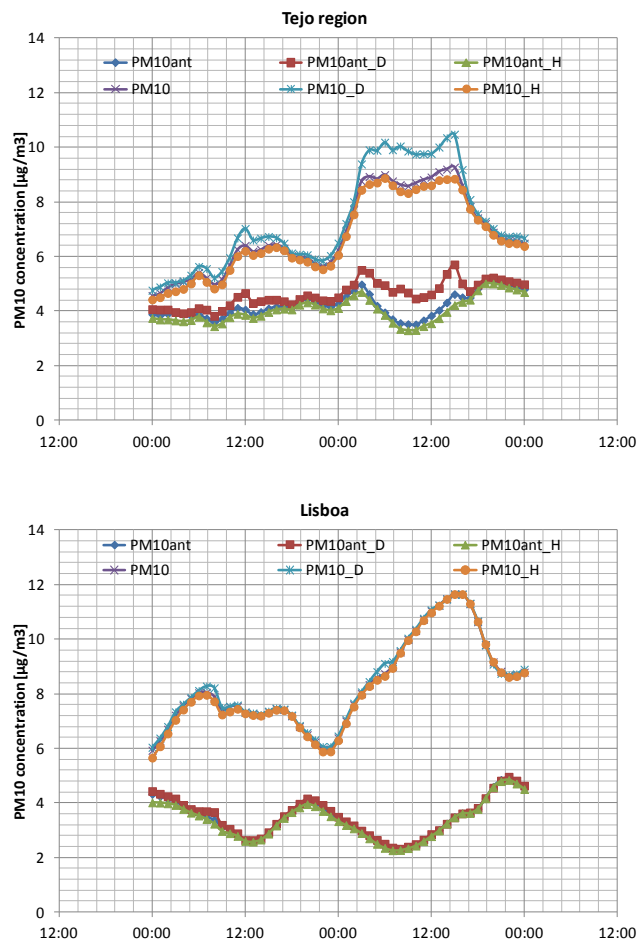 Tejo region
14
PM10ant PM10ant_D PM10ant_H
12
PM10 PM10_D PM10_H
10
8
6
4
2
0
PM10 concentration [µg/m3]
12:00 00:00 12:00 00:00 12:00 00:00 12:00
Lisboa
14
PM10ant PM10ant_D PM10ant_H
12
PM10 PM10_D PM10_H
10
8
6
4
2
0
PM10 concentration [µg/m3]
12:00 00:00 12:00 00:00 12:00 00:00 12:00